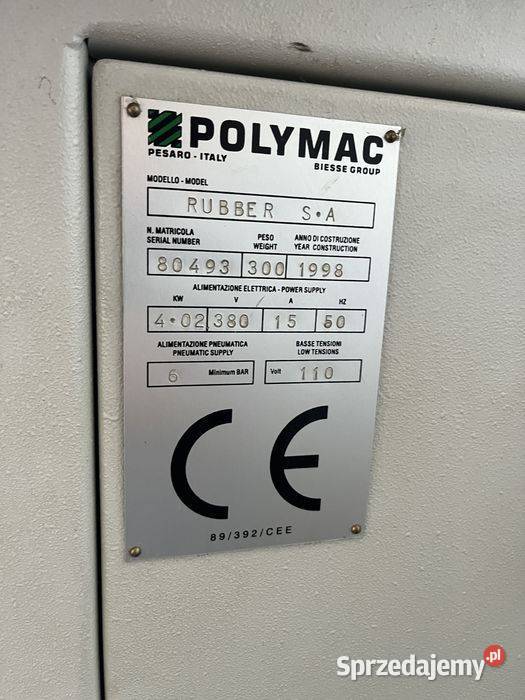 POLYMAC
PESARO - ITALY
BIESSE GROUP
MODELLO - MODEL
RUBBER S•A
N. MATRICOLA PESO ANNO DI COSTRUZIONE
SERIAL NUMBER WEIGHT YEAR CONSTRUCTION
80493 300 1998
ALIMENTAZIONE ELETTRICA - POWER SUPPLY
KW V A HZ
4•02 380 15 50
ALIMENTAZIONE PNEUMATICA BASSE TENSIONI
PNEUMATIC SUPPLY LOW TENSIONS
6 Minimum BAR Volt 110
CE
89/392/CEE
Sprzedajemy.pl